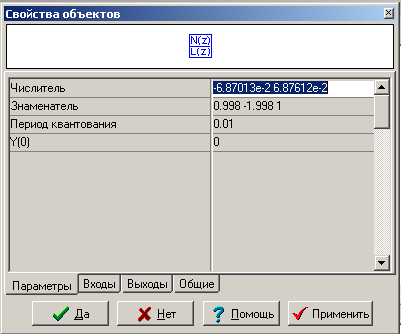 Свойства объектов
N(z)
L(z)
Числитель -6.87013e-2 6.87612e-2
Знаменатель 0.998 -1.998 1
Период квантования 0.01
Y(0) 0
Параметры Входы Выходы Общие
Да Нет Помощь Применить